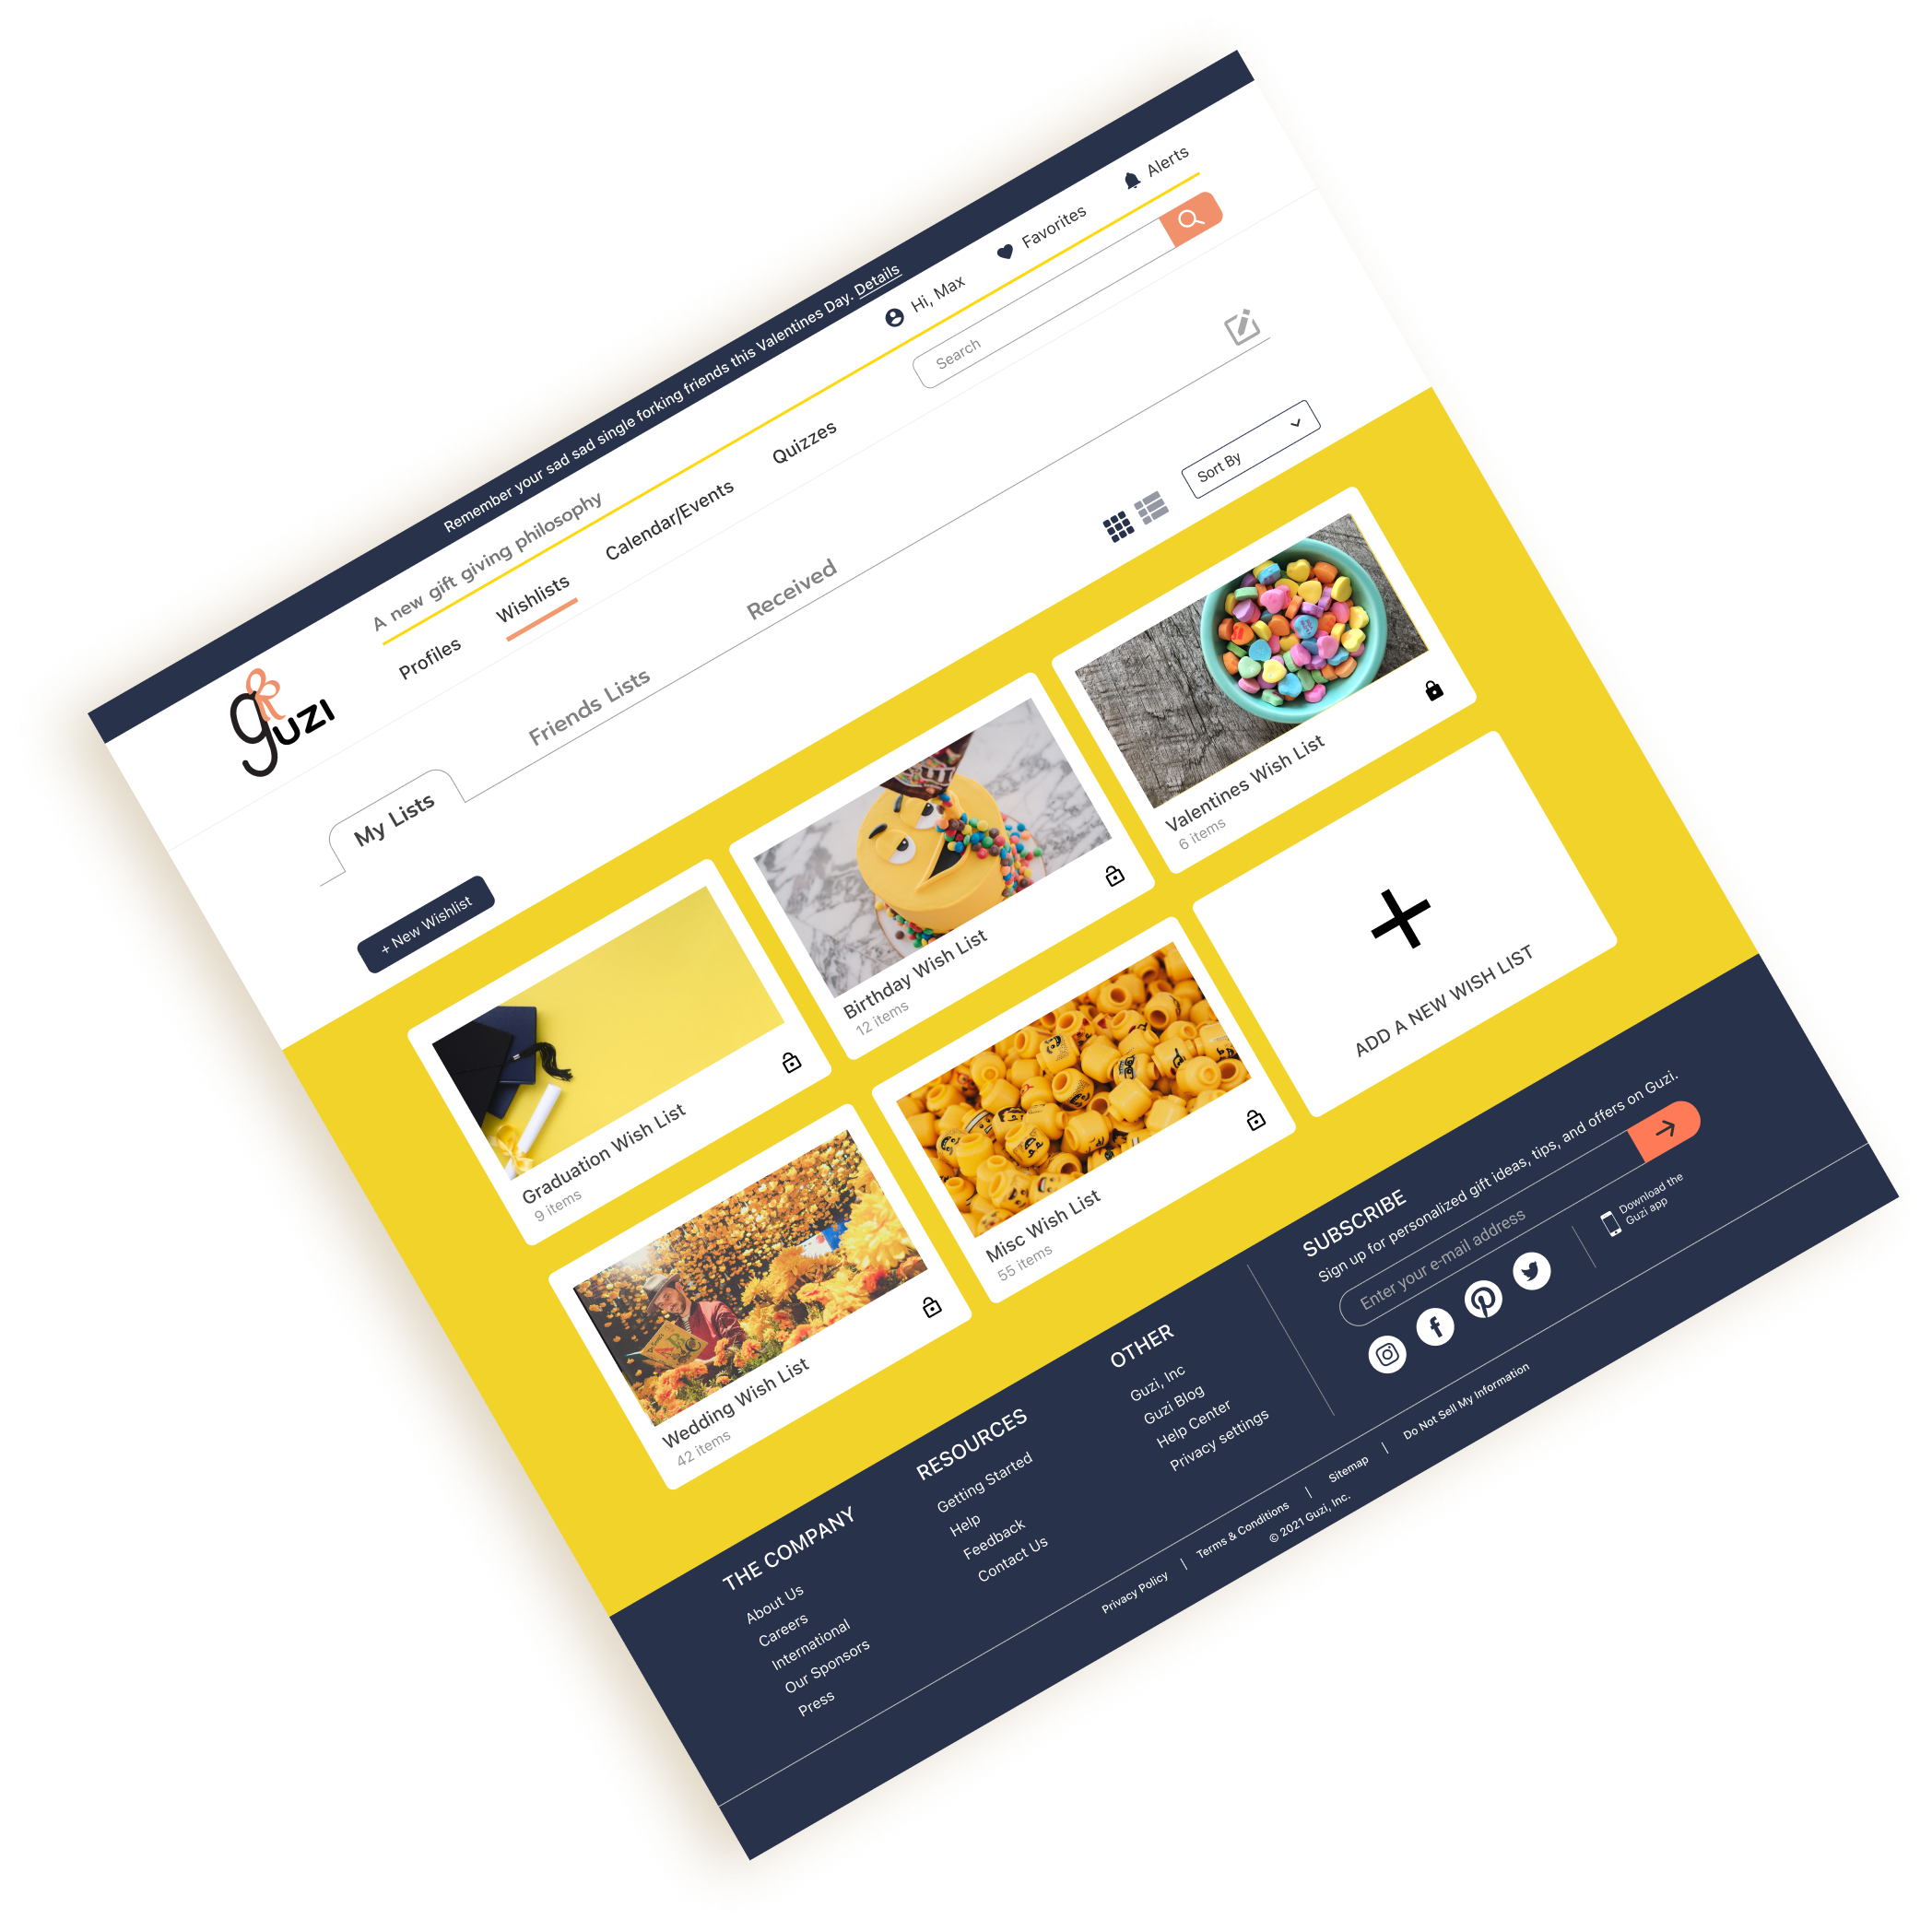 Remember your sad sad single forking friends this Valentines Day. Details
A new gift giving philosophy
Hi, Max
Favorites
Alerts
gUZI
Profiles
Wishlists
Calendar/Events
Quizzes
Search
My Lists
Friends Lists
Received
+ New Wishlist
Sort By
Graduation Wish List
9 items
Birthday Wish List
12 items
Valentines Wish List
6 items
Wedding Wish List
42 items
Misc Wish List
55 items
ADD A NEW WISH LIST
THE COMPANY
About Us
Careers
International
Our Sponsors
Press
RESOURCES
Getting Started
Help
Feedback
Contact Us
OTHER
Guzi, Inc
Guzi Blog
Help Center
Privacy settings
SUBSCRIBE
Sign up for personalized gift ideas, tips, and offers on Guzi.
Enter your e-mail address
Download the
Guzi app
Privacy Policy | Terms & Conditions | Sitemap | Do Not Sell My Information
© 2021 Guzi, Inc.